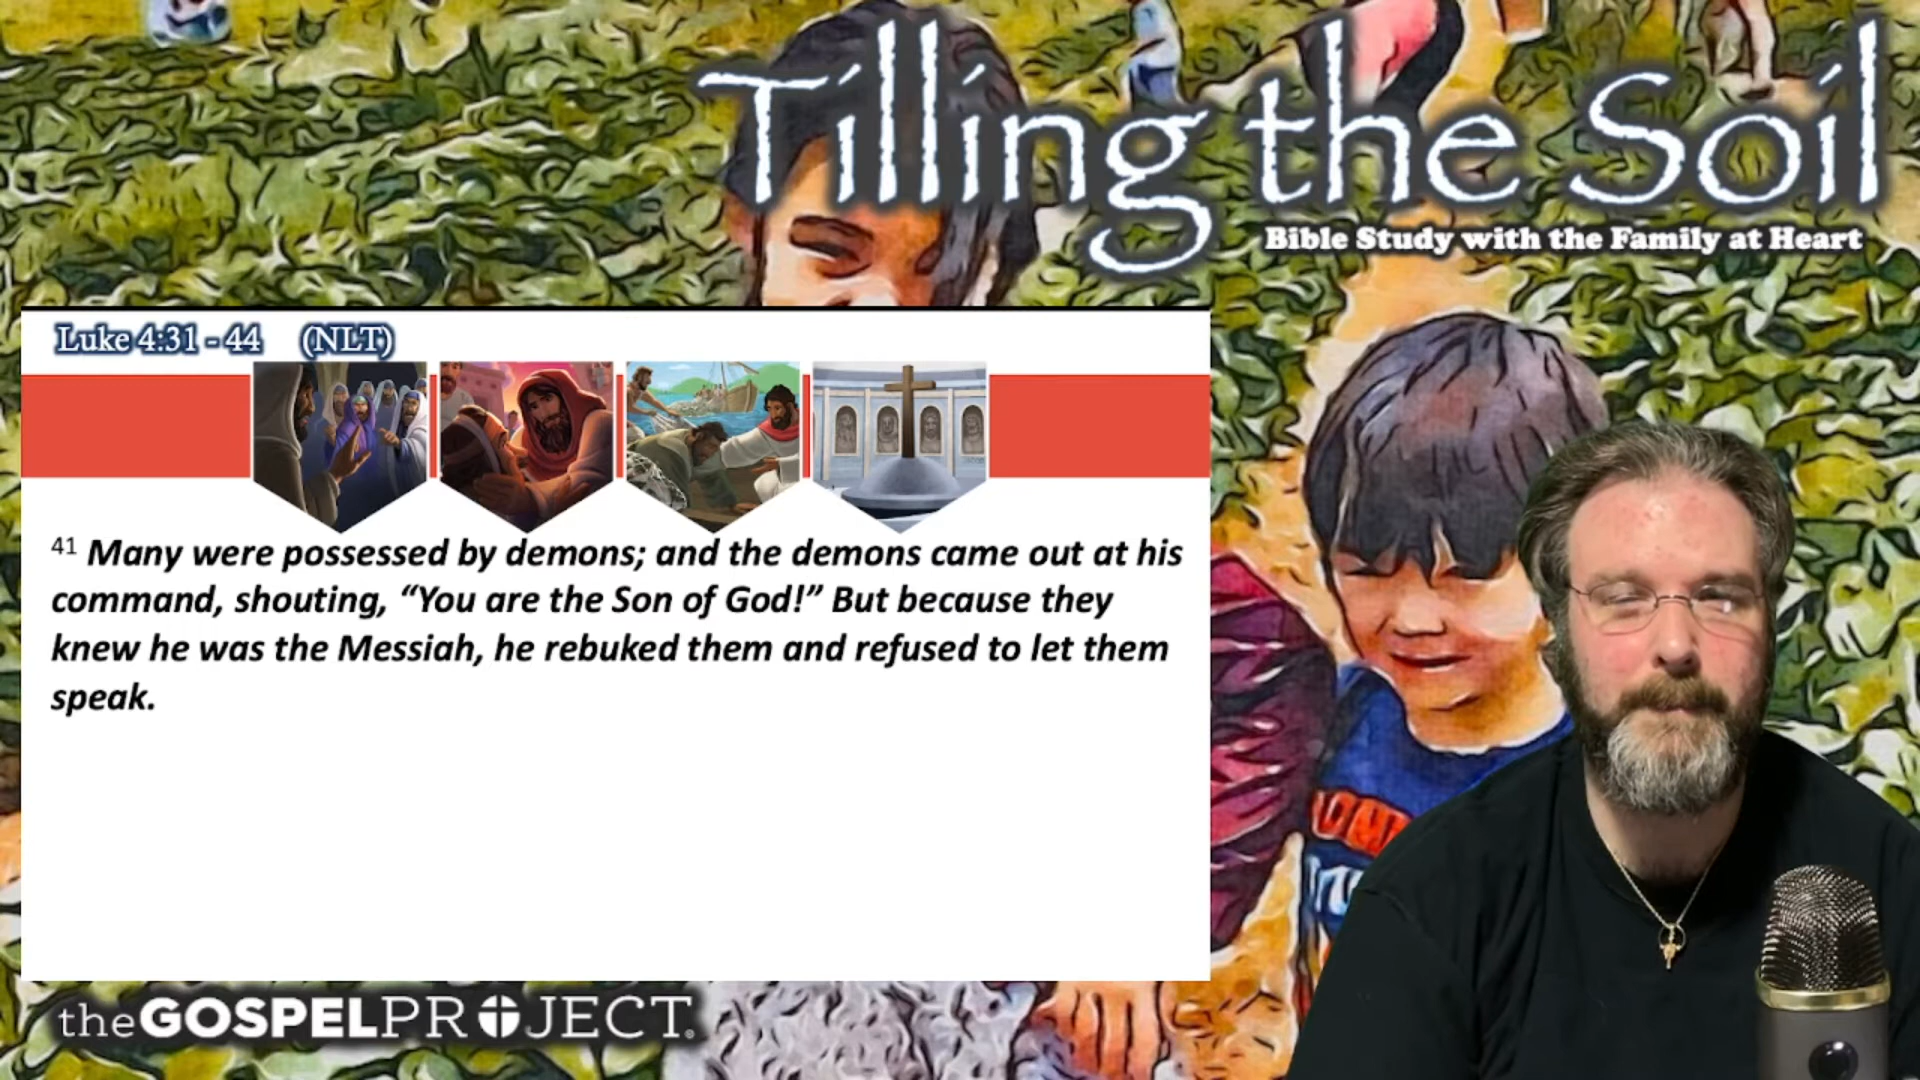 Tilling the Soil
Bible Study with the Family at Heart
Luke 4:31 - 44 (NLT)
41 Many were possessed by demons; and the demons came out at his
command, shouting, “You are the Son of God!” But because they
knew he was the Messiah, he rebuked them and refused to let them
speak.
theGOSPELPROJECT.